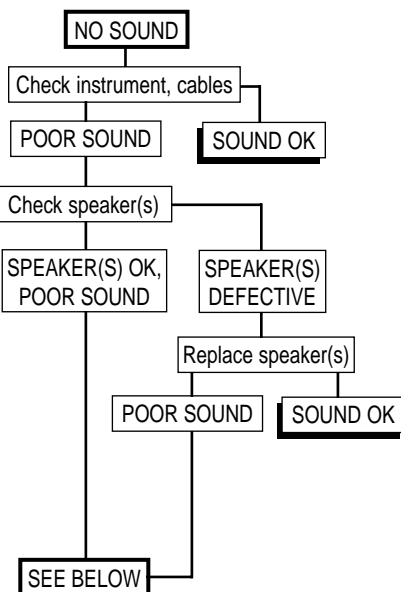 NO SOUND
Check instrument, cables
POOR SOUND
SOUND OK
Check speaker(s)
SPEAKER(S) OK,
POOR SOUND
SPEAKER(S)
DEFECTIVE
Replace speaker(s)
POOR SOUND
SOUND OK
SEE BELOW